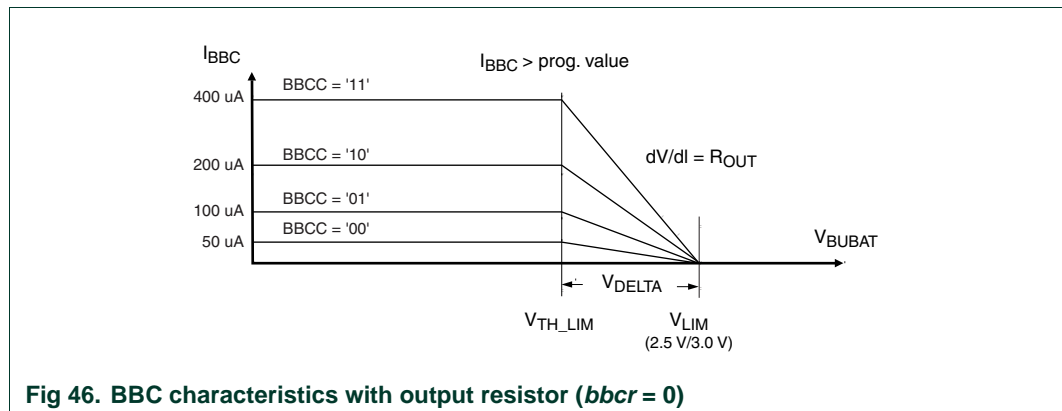 I_BBC
I_BBC > prog. value
400 uA
BBCC = '11'
dV/dI = R_OUT
200 uA
BBCC = '10'
100 uA
BBCC = '01'
50 uA
BBCC = '00'
V_BUBAT
V_DELTA
V_TH_LIM
V_LIM
(2.5 V/3.0 V)
Fig 46. BBC characteristics with output resistor (bbcr = 0)